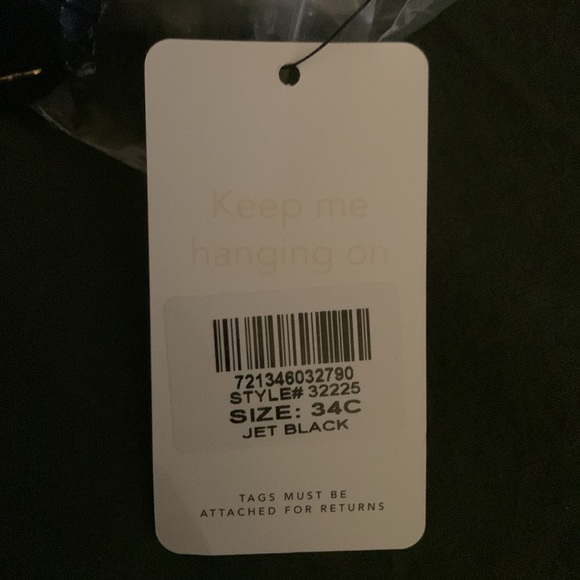 Keep me
hanging on
721346032790
STYLE# 32225
SIZE: 34C
JET BLACK
TAGS MUST BE
ATTACHED FOR RETURNS